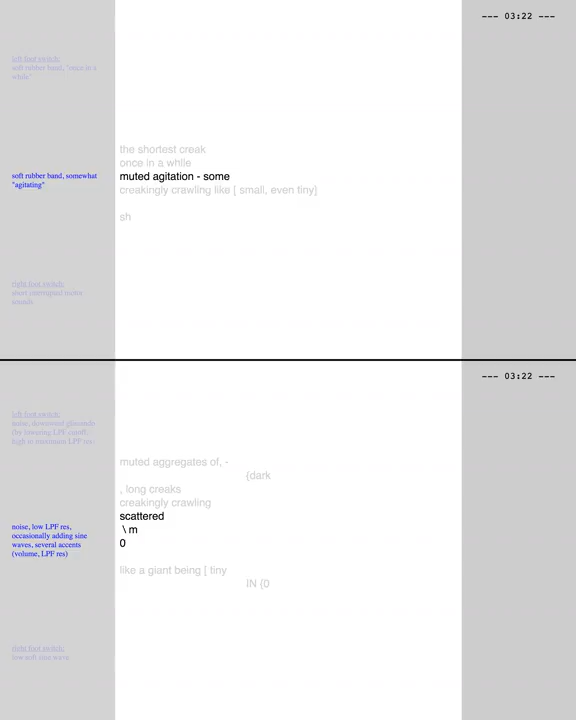 --- 03:22 ---
left foot switch:
soft rubber band, "once in a
while"
the shortest creak
once in a while
soft rubber band, somewhat
"agitating"
muted agitation - some
creakingly crawling like [ small, even tiny]
sh
right foot switch:
short corrupted motor
sounds
--- 03:22 ---
left foot switch:
noise, downward glissando
(by lowering LPF cutoff,
high to maximum LPF res)
muted aggregates of, -
(dark
, long creaks
creakingly crawling
scattered
\ m
0
noise, low LPF res,
occasionally adding sine
waves, several accents
(volume, LPF res)
like a giant being [ tiny
IN (0
right foot switch:
low soft sine wave